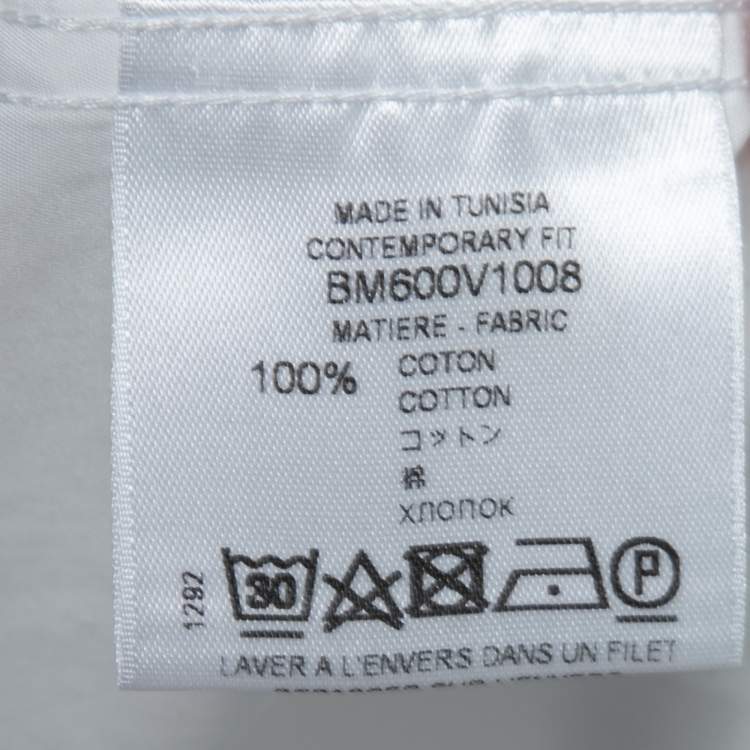 MADE IN TUNISIA
CONTEMPORARY FIT
BM600V1008
MATIERE - FABRIC
100% COTON
COTTON
コットン
綿
ХЛОПОК
30
P
1292
LAVER A L'ENVERS DANS UN FILET